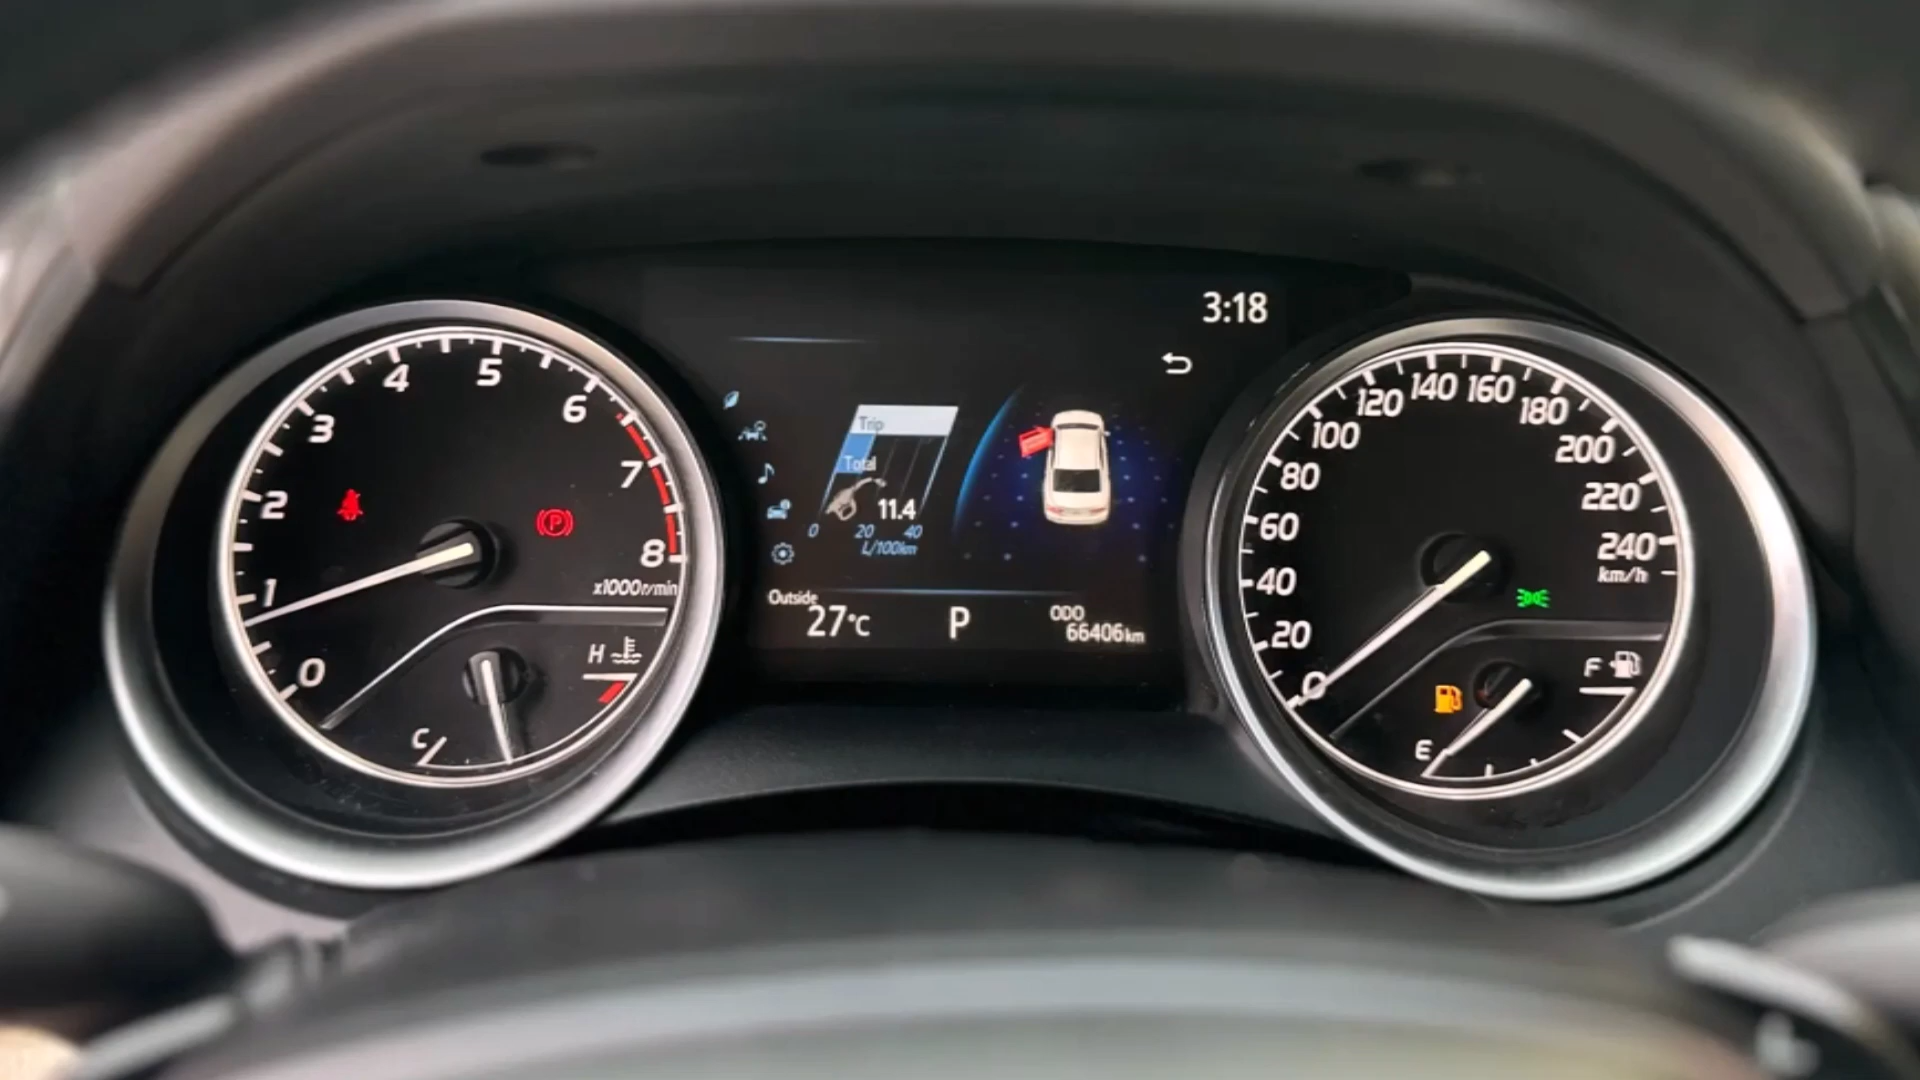 3:18
0
1
2
3
4
5
6
7
8
x1000r/min
P
C
H
Trip
Total
11.4
0 20 40
L/100km
Outside
27°C
P
ODO
66406km
0
20
40
60
80
100
120
140
160
180
200
220
240
km/h
E
F